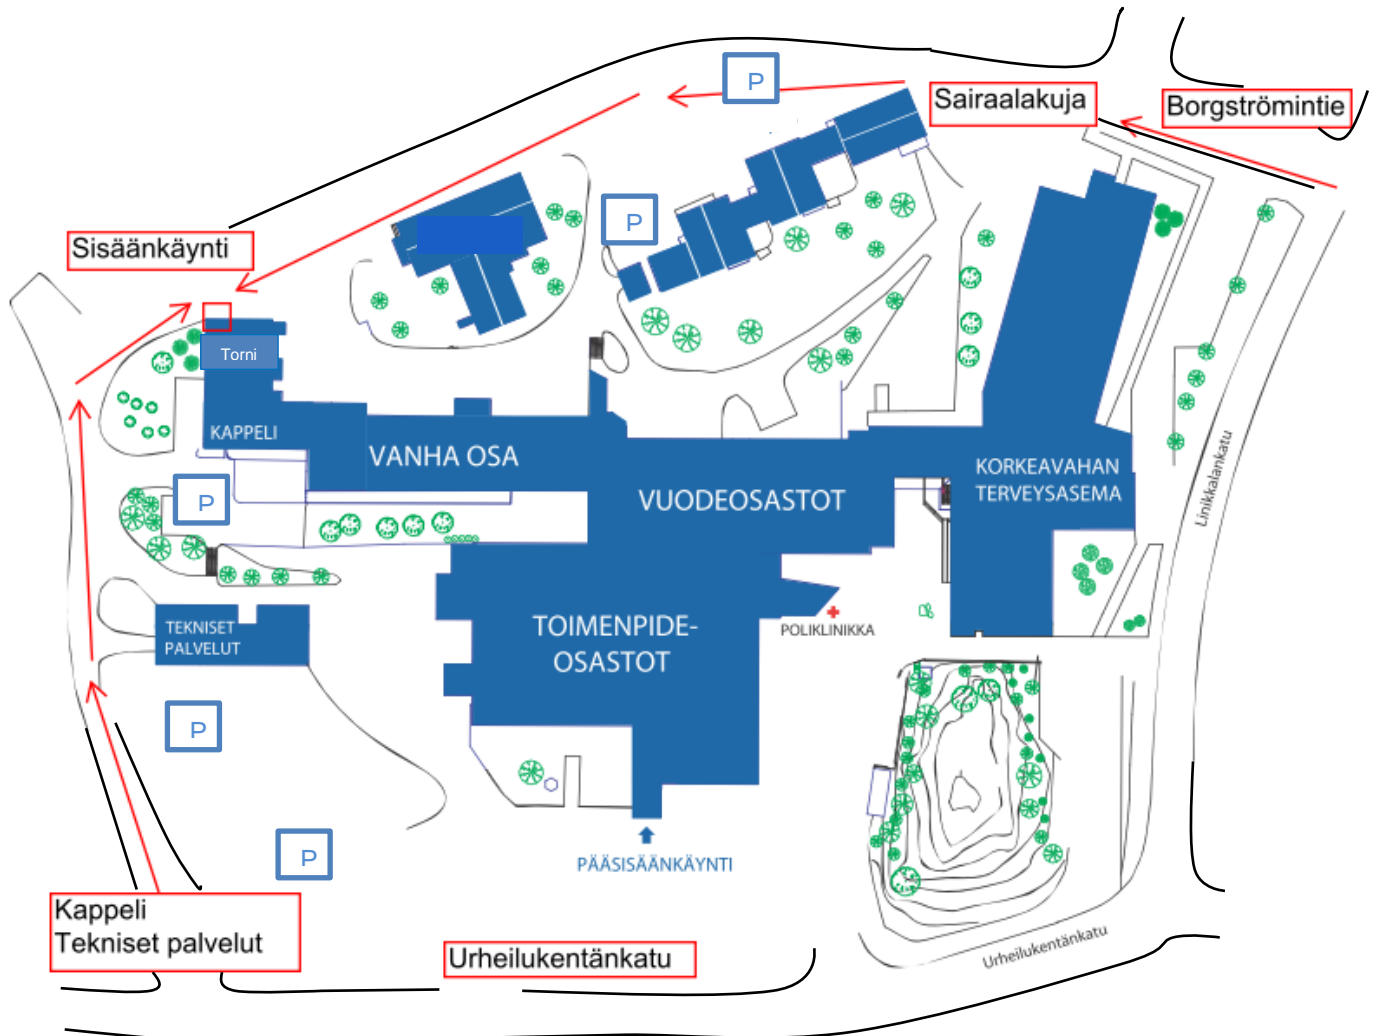 P
Sairaalakuja
Borgströmintie
P
Sisäänkäynti
Torni
KAPPELI
VANHA OSA
KORKEAVAHAN
TERVEYSASEMA
VUODEOSASTOT
P
Linikkalankatu
TEKNISET
PALVELUT
TOIMENPIDE-
OSASTOT
POLIKLINIKKA
P
P
PÄÄSISÄÄNKÄYNTI
Kappeli
Tekniset palvelut
Urheilukentänkatu
Urheilukentänkatu